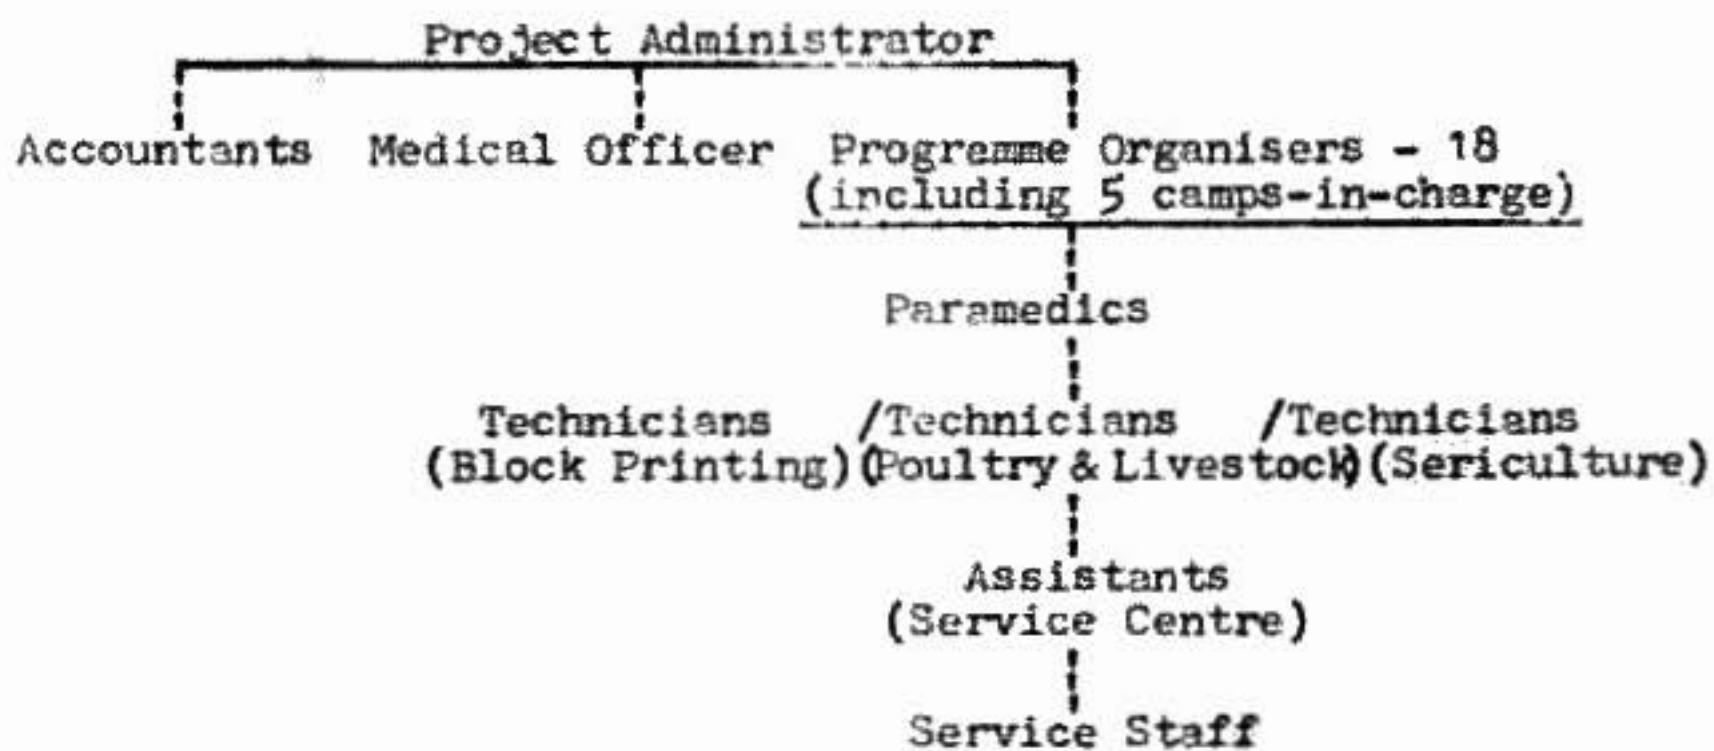 Project Administrator
Accountants Medical Officer Programme Organisers - 18
(including 5 camps-in-charge)
Paramedics
Technicians /Technicians /Technicians
(Block Printing) (Poultry & Livestock) (Sericulture)
Assistants
(Service Centre)
Service Staff